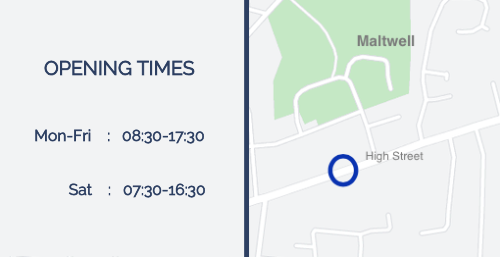 OPENING TIMES
Mon-Fri : 08:30-17:30
Sat : 07:30-16:30
Maltwell
High Street